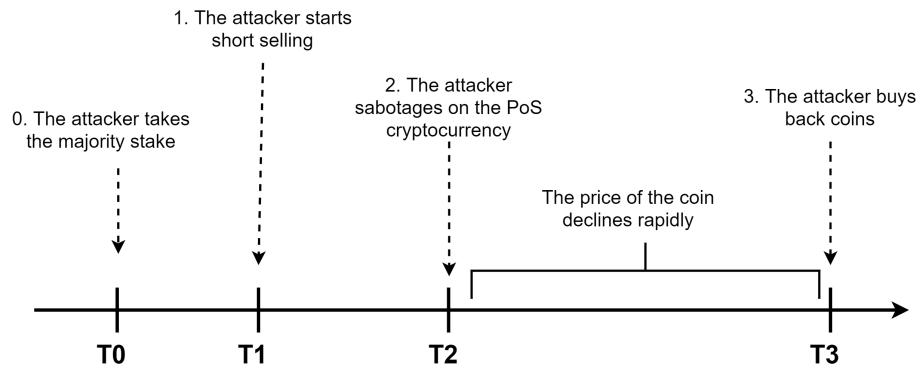 1. The attacker starts
short selling
2. The attacker
sabotages on the PoS
cryptocurrency
3. The attacker buys
back coins
0. The attacker takes
the majority stake
The price of the coin
declines rapidly
T0
T1
T2
T3